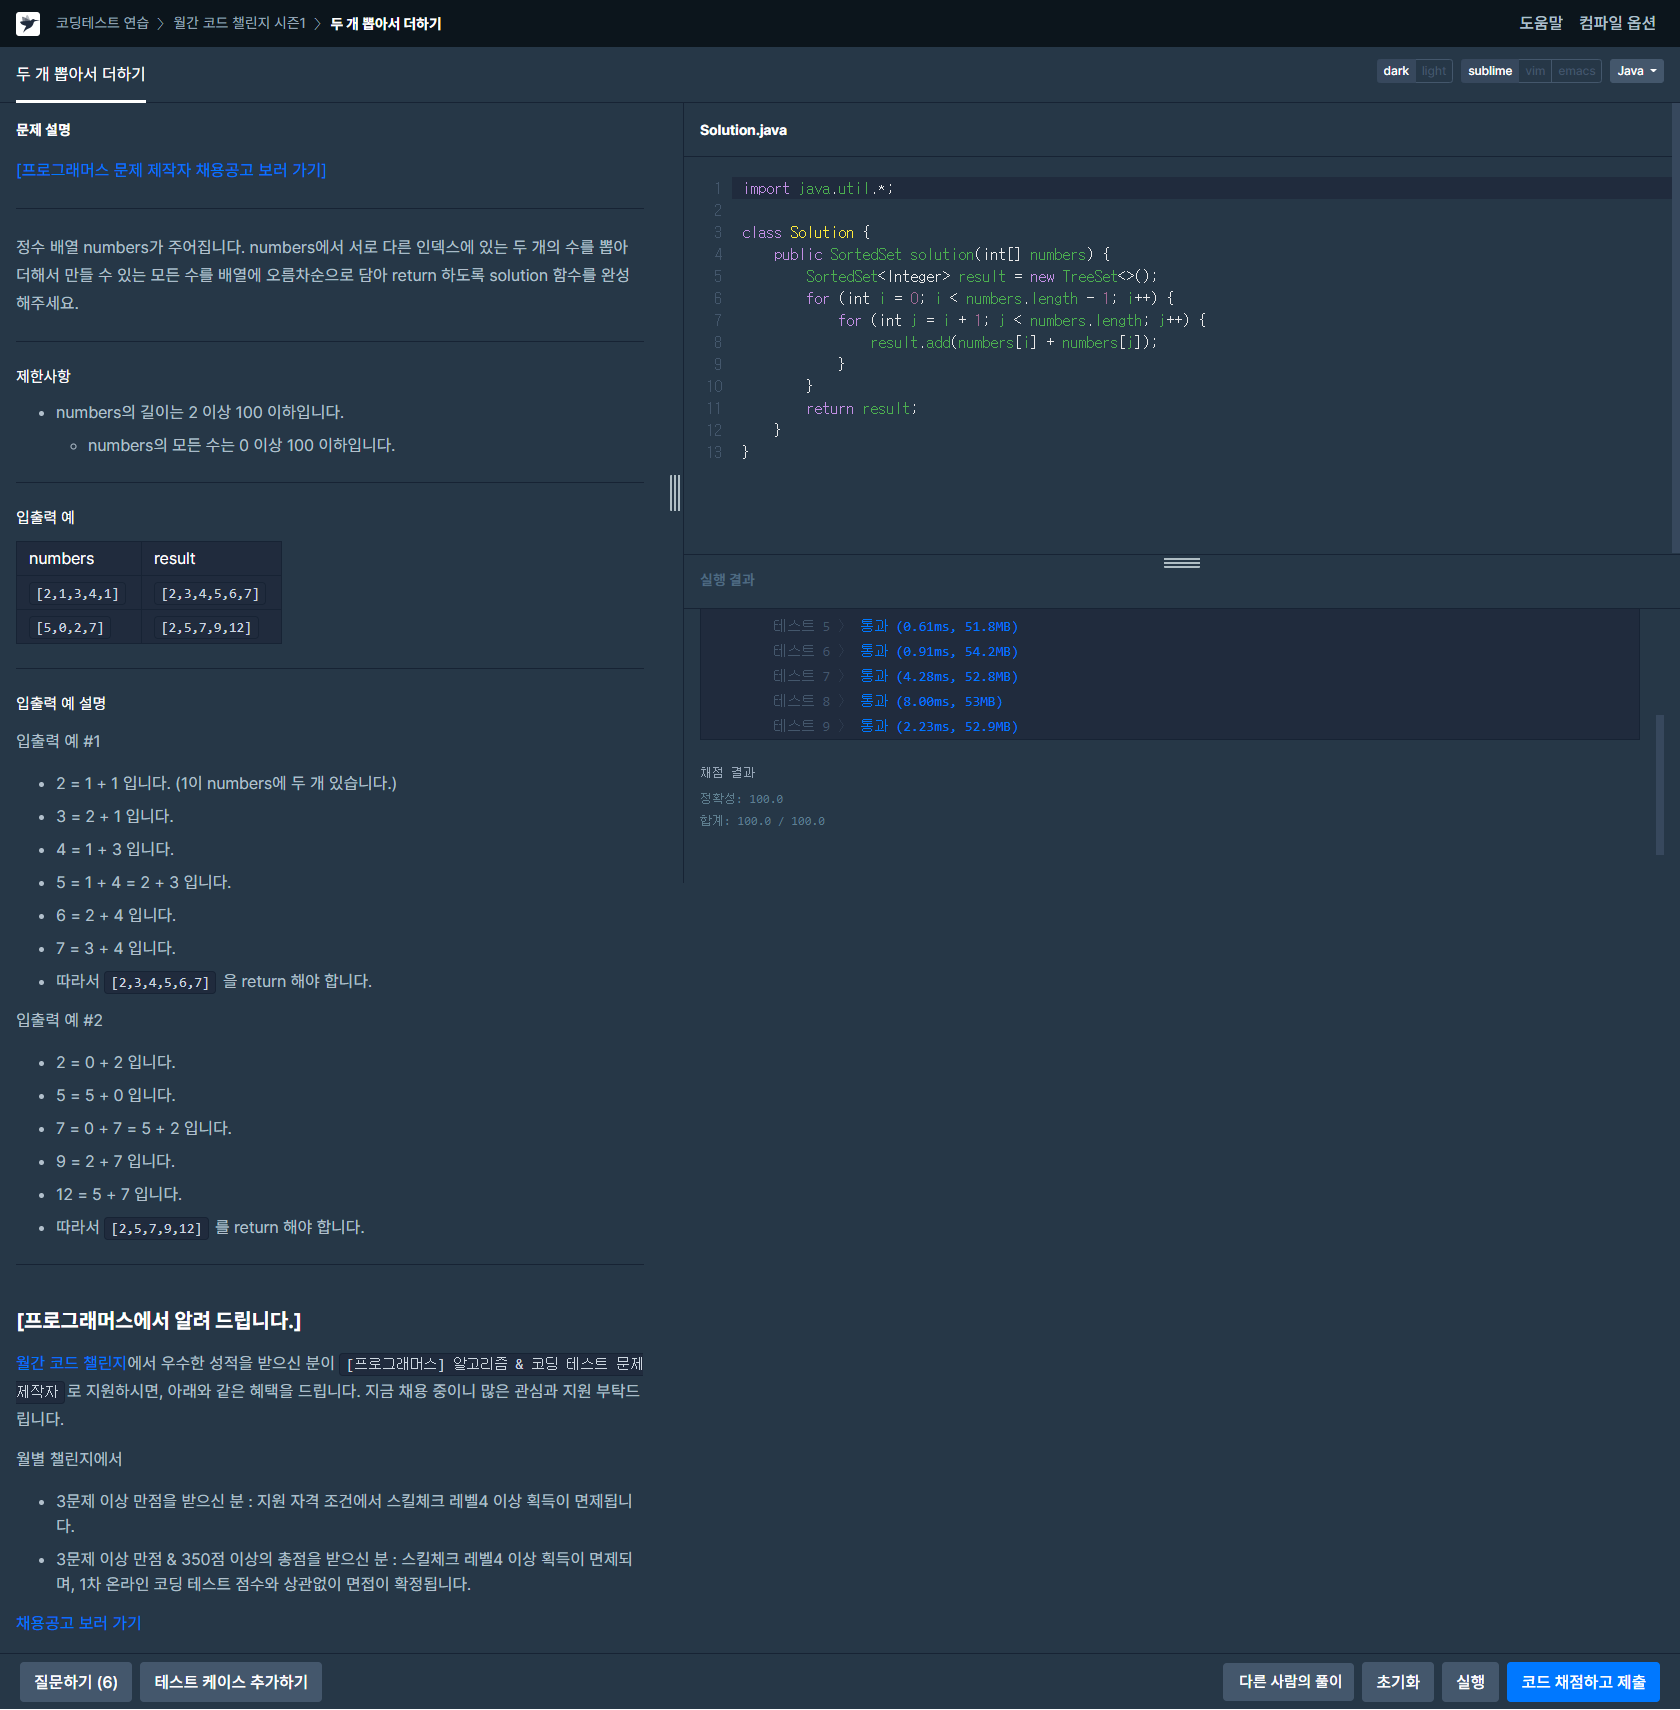 코딩테스트 연습 > 월간 코드 챌린지 시즌1 > 두 개 뽑아서 더하기
도움말 컴파일 옵션
두 개 뽑아서 더하기
dark light sublime vim emacs Java
문제 설명
[프로그래머스 문제 제작자 채용공고 보러 가기]
정수 배열 numbers가 주어집니다. numbers에서 서로 다른 인덱스에 있는 두 개의 수를 뽑아
더해서 만들 수 있는 모든 수를 배열에 오름차순으로 담아 return 하도록 solution 함수를 완성
해주세요.
제한사항
• numbers의 길이는 2 이상 100 이하입니다.
◦ numbers의 모든 수는 0 이상 100 이하입니다.
입출력 예
numbers result
[2,1,3,4,1] [2,3,4,5,6,7]
[5,0,2,7] [2,5,7,9,12]
입출력 예 설명
입출력 예 #1
• 2 = 1 + 1 입니다. (1이 numbers에 두 개 있습니다.)
• 3 = 2 + 1 입니다.
• 4 = 1 + 3 입니다.
• 5 = 1 + 4 = 2 + 3 입니다.
• 6 = 2 + 4 입니다.
• 7 = 3 + 4 입니다.
• 따라서 [2,3,4,5,6,7] 을 return 해야 합니다.
입출력 예 #2
• 2 = 0 + 2 입니다.
• 5 = 5 + 0 입니다.
• 7 = 0 + 7 = 5 + 2 입니다.
• 9 = 2 + 7 입니다.
• 12 = 5 + 7 입니다.
• 따라서 [2,5,7,9,12] 를 return 해야 합니다.
[프로그래머스에서 알려 드립니다.]
월간 코드 챌린지에서 우수한 성적을 받으신 분이 [프로그래머스] 알고리즘 & 코딩 테스트 문제
제작자 로 지원하시면, 아래와 같은 혜택을 드립니다. 지금 채용 중이니 많은 관심과 지원 부탁드
립니다.
월별 챌린지에서
• 3문제 이상 만점을 받으신 분 : 지원 자격 조건에서 스킬체크 레벨4 이상 획득이 면제됩니
다.
• 3문제 이상 만점 & 350점 이상의 총점을 받으신 분 : 스킬체크 레벨4 이상 획득이 면제되
며, 1차 온라인 코딩 테스트 점수와 상관없이 면접이 확정됩니다.
채용공고 보러 가기
Solution.java
1 import java.util.*;
2
3 class Solution {
4     public SortedSet solution(int[] numbers) {
5         SortedSet<Integer> result = new TreeSet<>();
6         for (int i = 0; i < numbers.length - 1; i++) {
7             for (int j = i + 1; j < numbers.length; j++) {
8                 result.add(numbers[i] + numbers[j]);
9             }
10         }
11         return result;
12     }
13 }
실행 결과
테스트 5 〉 통과 (0.61ms, 51.8MB)
테스트 6 〉 통과 (0.91ms, 54.2MB)
테스트 7 〉 통과 (4.28ms, 52.8MB)
테스트 8 〉 통과 (8.00ms, 53MB)
테스트 9 〉 통과 (2.23ms, 52.9MB)
채점 결과
정확성: 100.0
합계: 100.0 / 100.0
질문하기 (6) 테스트 케이스 추가하기 다른 사람의 풀이 초기화 실행 코드 채점하고 제출